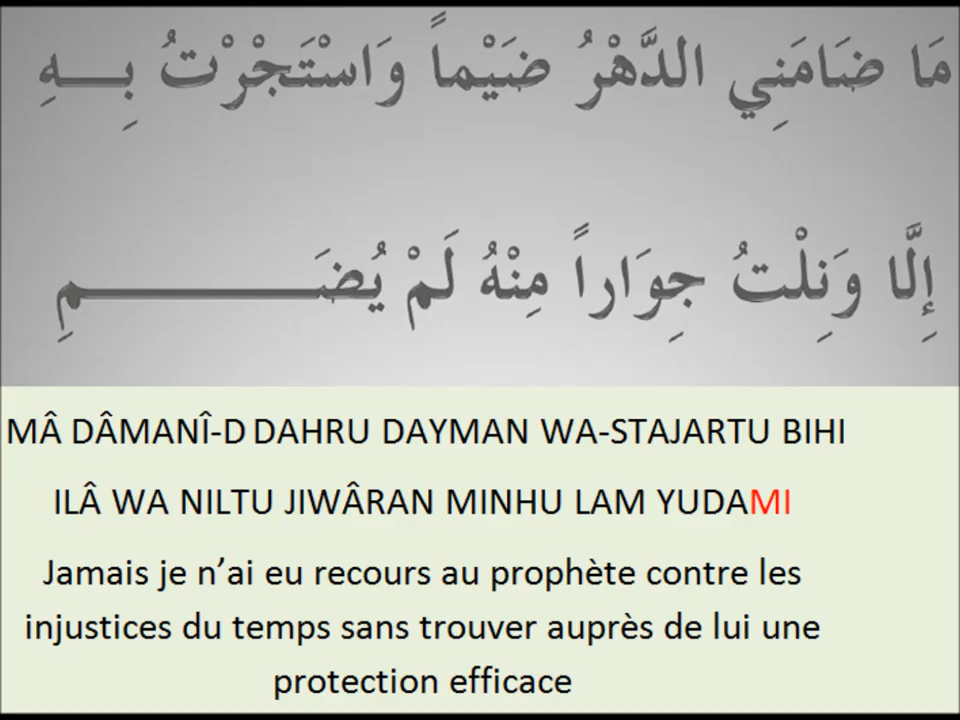 مَا ضَامَنِي الدَّهْرُ ضَيْماً وَاسْتَجْرْتُ بِـــهِ
إِلَّا وَنِلْتُ جِوَاراً مِنْهُ لَمْ يُضَــــــــــــمِ
MÂ DÂMANÎ-D DAHRU DAYMAN WA-STAJARTU BIHI
ILÂ WA NILTU JIWÂRAN MINHU LAM YUDAMI
Jamais je n’ai eu recours au prophète contre les
injustices du temps sans trouver auprès de lui une
protection efficace